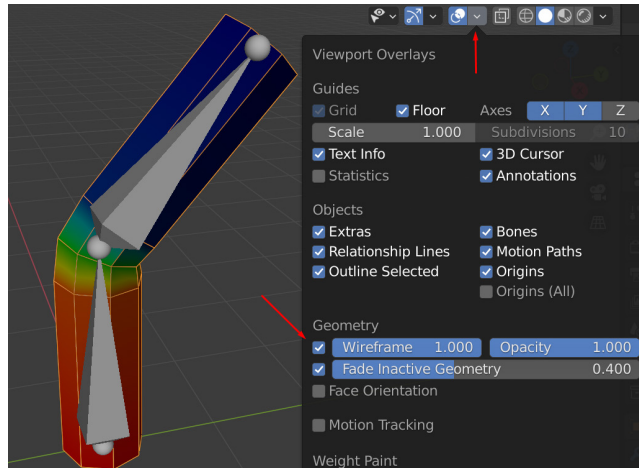 Viewport Overlays
Guides
Grid Floor Axes X Y Z
Scale 1.000 Subdivisions 10
Text Info 3D Cursor
Statistics Annotations
Objects
Extras Bones
Relationship Lines Motion Paths
Outline Selected Origins
Origins (All)
Geometry
Wireframe 1.000 Opacity 1.000
Fade Inactive Geometry 0.400
Face Orientation
Motion Tracking
Weight Paint